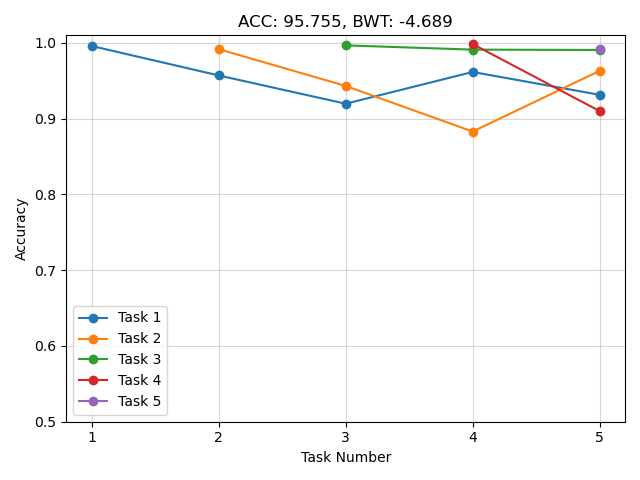 ACC: 95.755, BWT: -4.689
1.0
0.9
0.8
0.7
0.6
0.5
Accuracy
Task 1
Task 2
Task 3
Task 4
Task 5
1 2 3 4 5
Task Number